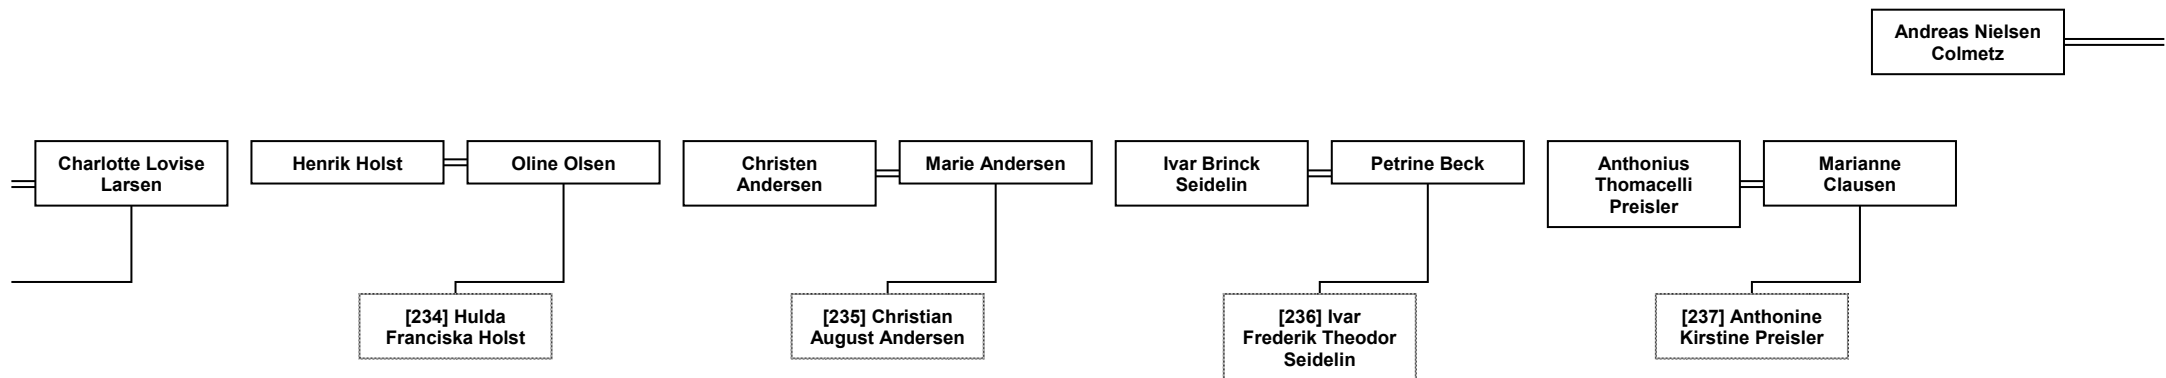 Andreas Nielsen
Colmetz
Charlotte Lovise
Larsen
Henrik Holst
Oline Olsen
Christen
Andersen
Marie Andersen
Ivar Brinck
Seidelin
Petrine Beck
Anthonius
Thomacelli
Preisler
Marianne
Clausen
[234] Hulda
Franciska Holst
[235] Christian
August Andersen
[236] Ivar
Frederik Theodor
Seidelin
[237] Anthonine
Kirstine Preisler